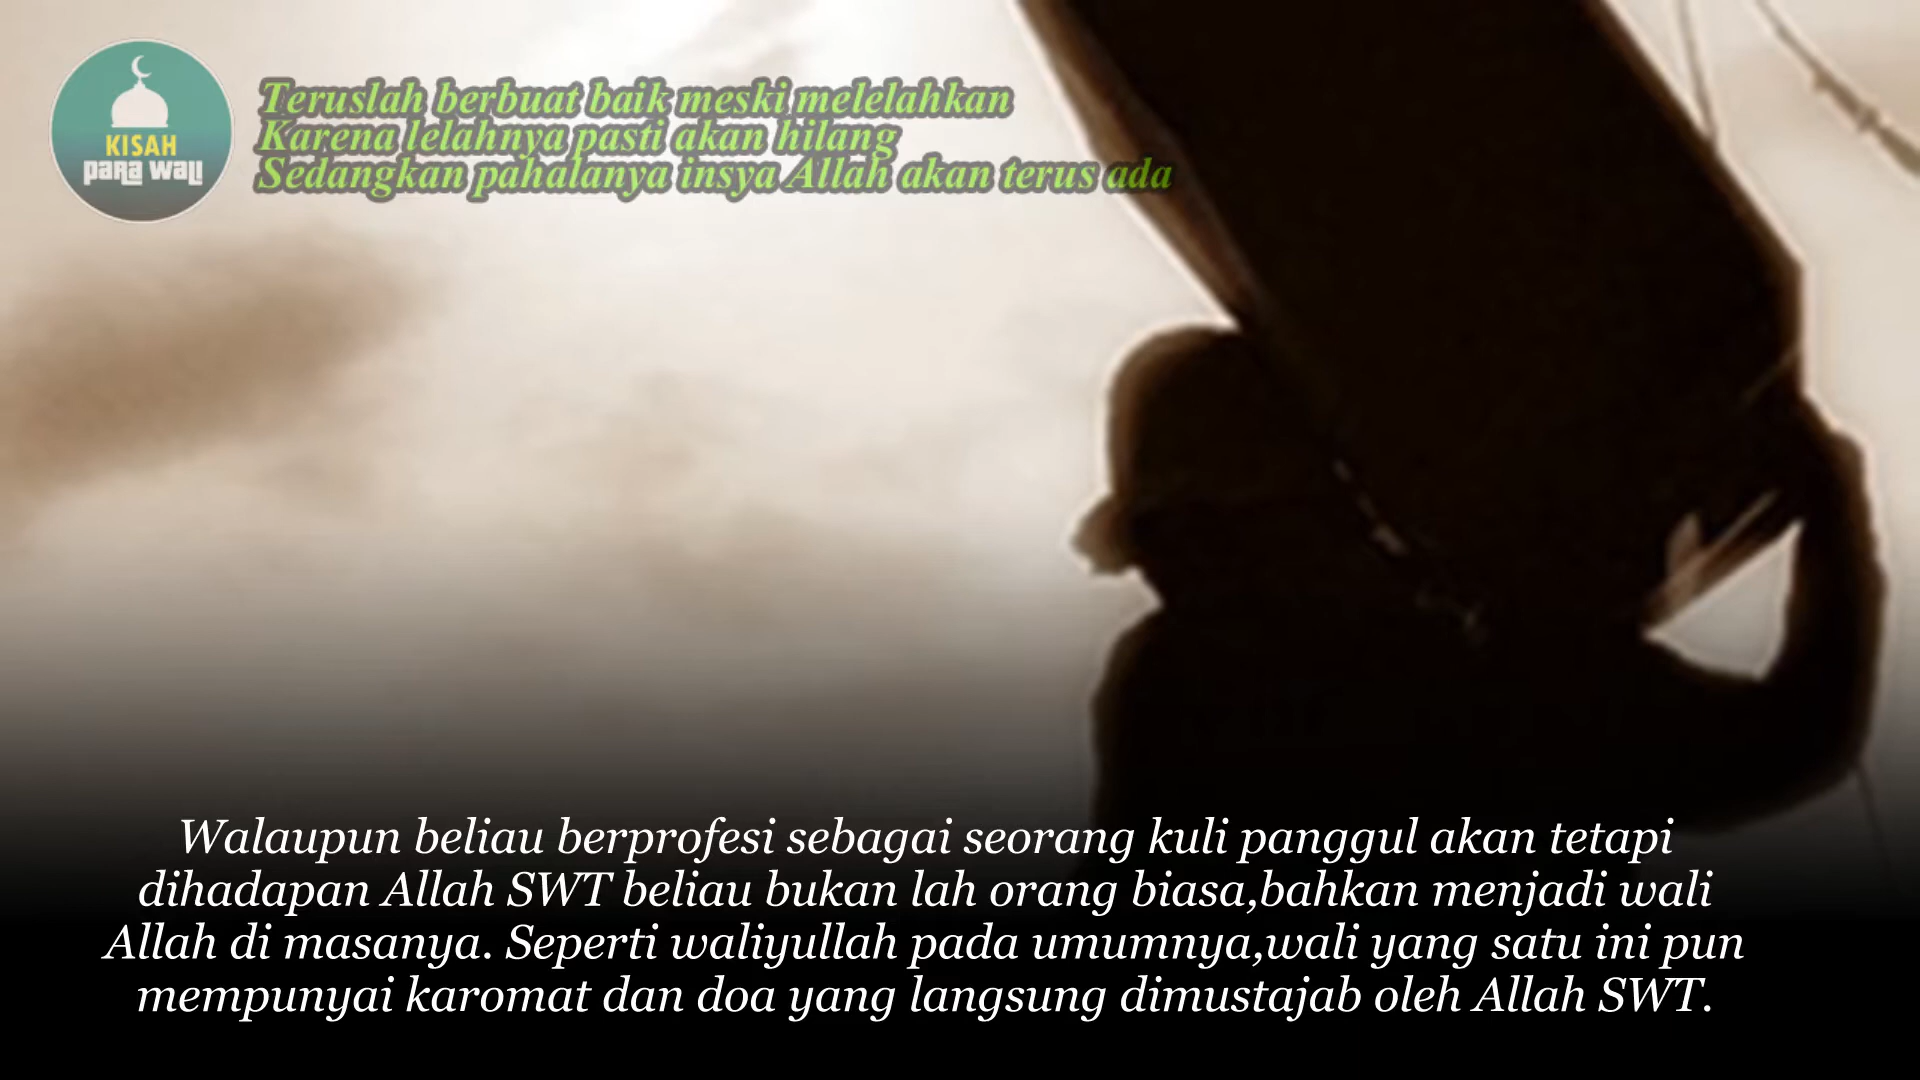 KISAH
PARA WALI
Teruslah berbuat baik meski melelahkan
Karena lelahnya pasti akan hilang
Sedangkan pahalanya insya Allah akan terus ada
Walaupun beliau berprofesi sebagai seorang kuli panggul akan tetapi
dihadapan Allah SWT beliau bukan lah orang biasa,bahkan menjadi wali
Allah di masanya. Seperti waliyullah pada umumnya,wali yang satu ini pun
mempunyai karomat dan doa yang langsung dimustajab oleh Allah SWT.